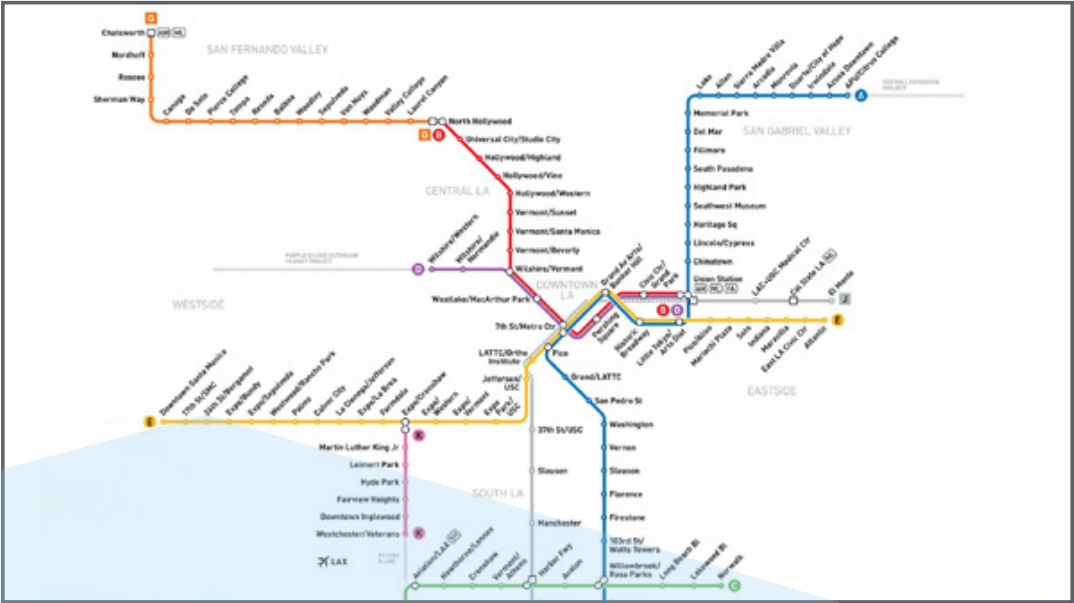 G
Chatsworth
Nordhoff
Roscoe
Sherman Way
SAN FERNANDO VALLEY
Canoga
De Soto
Pierce College
Tampa
Reseda
Balboa
Woodley
Sepulveda
Van Nuys
Woodman
Valley College
Laurel Canyon
North Hollywood
G
B
Universal City/Studio City
Hollywood/Highland
Hollywood/Vine
CENTRAL LA
Hollywood/Western
Vermont/Sunset
Vermont/Santa Monica
Vermont/Beverly
Wilshire/Vermont
Wilshire/Western
Wilshire/
Normandie
D
WESTSIDE
Westlake/MacArthur Park
7th St/Metro Ctr
DOWNTOWN
LA
Pershing
Square
Grand Av Arts/
Bunker Hill
Civic Ctr/
Grand
Park
Historic
Broadway
Little Tokyo/
Arts Dist
B
D
Union Station
Lake
Allen
Sierra Madre Villa
Arcadia
Monrovia
Duarte/City of Hope
Irwindale
Azusa Downtown
APU/Citrus College
A
FOOTHILL EXTENSION
PROJECT
SAN GABRIEL VALLEY
Memorial Park
Del Mar
Fillmore
South Pasadena
Highland Park
Southwest Museum
Heritage Sq
Lincoln/Cypress
Chinatown
LAC+USC Medical Ctr
Cal State LA
El Monte
J
Pico/Aliso
Mariachi Plaza
Soto
Indiana
Maravilla
East LA Civic Ctr
Atlantic
E
EASTSIDE
LATTC/Ortho
Institute
Pico
Jefferson/
USC
Grand/LATTC
San Pedro St
Washington
Vernon
Slauson
Florence
Firestone
103rd St/
Watts Towers
Willowbrook/
Rosa Parks
37th St/USC
Slauson
Manchester
SOUTH LA
E
Downtown Santa Monica
17th St/SMC
26th St/Bergamot
Expo/Bundy
Expo/Sepulveda
Westwood/Rancho Park
Palms
Culver City
La Cienega/Jefferson
Expo/La Brea
Farmdale
Expo/Crenshaw
Expo/
Western
Expo/
Vermont
Expo
Park/
USC
K
Martin Luther King Jr
Leimert Park
Hyde Park
Fairview Heights
Downtown Inglewood
Westchester/Veterans
K
LAX
Aviation/LAX
Hawthorne/Lennox
Crenshaw
Vermont/
Athens
Harbor Fwy
Avalon
Long Beach Bl
Lakewood Bl
Norwalk
C